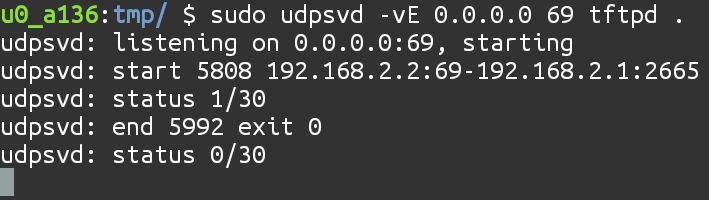 u0_a136:tmp/ $ sudo udpsvd -vE 0.0.0.0 69 tftpd .
udpsvd: listening on 0.0.0.0:69, starting
udpsvd: start 5808 192.168.2.2:69-192.168.2.1:2665
udpsvd: status 1/30
udpsvd: end 5992 exit 0
udpsvd: status 0/30